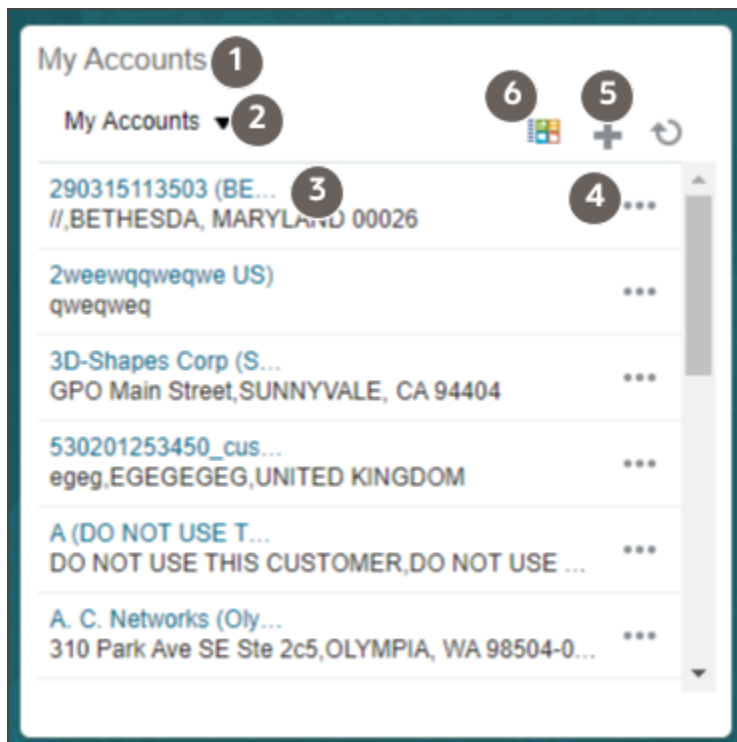 My Accounts 1
My Accounts 2 6 5
290315113503 (BE... 3 4
//,BETHESDA, MARYLAND 00026
2weewqqweqwe US)
qweqweq
3D-Shapes Corp (S...
GPO Main Street,SUNNYVALE, CA 94404
530201253450_cus...
egeg,EGEGEGEG,UNITED KINGDOM
A (DO NOT USE T...
DO NOT USE THIS CUSTOMER,DO NOT USE ...
A. C. Networks (Oly...
310 Park Ave SE Ste 2c5,OLYMPIA, WA 98504-0...